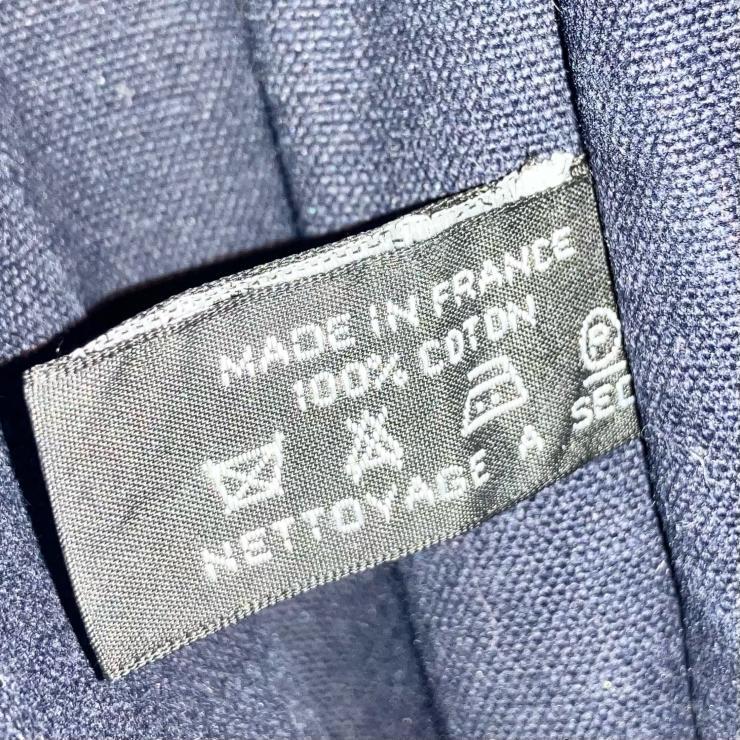 MADE IN FRANCE
100% COTON
P
NETTOYAGE A SEC